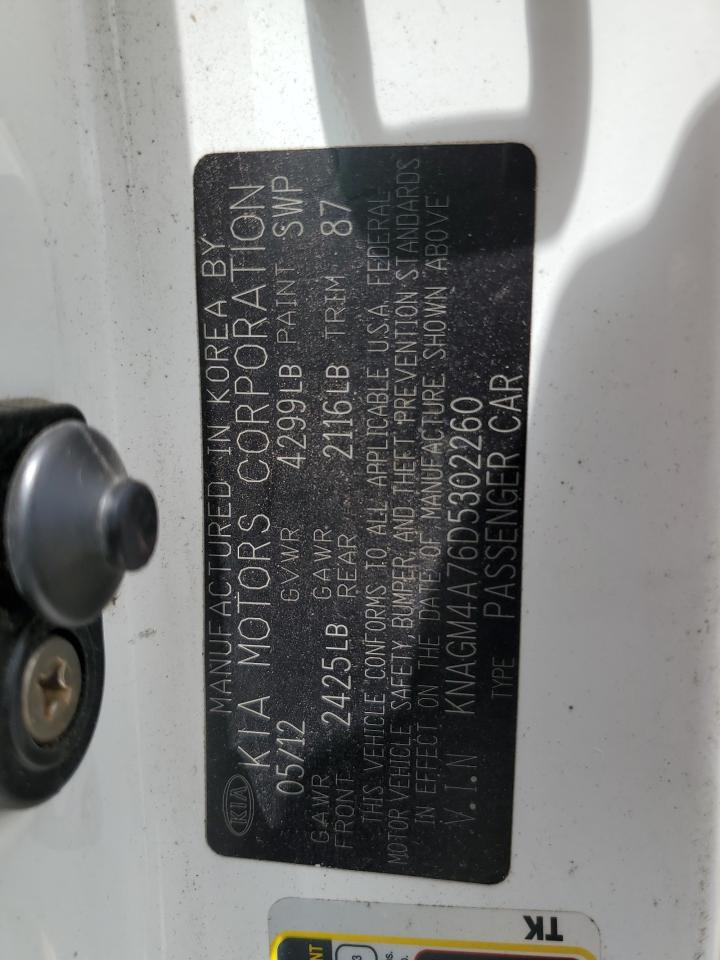 MANUFACTURED IN KOREA BY
KIA KIA MOTORS CORPORATION
05/12 GVWR 4299LB PAINT SWP
GAWR FRONT 2425LB GAWR REAR 2116LB TRIM 87
THIS VEHICLE CONFORMS TO ALL APPLICABLE U.S.A. FEDERAL
MOTOR VEHICLE SAFETY, BUMPER, AND THEFT PREVENTION STANDARDS
IN EFFECT ON THE DATE OF MANUFACTURE SHOWN ABOVE
V.I.N KNAGM4A76D5302260
TYPE PASSENGER CAR
TK